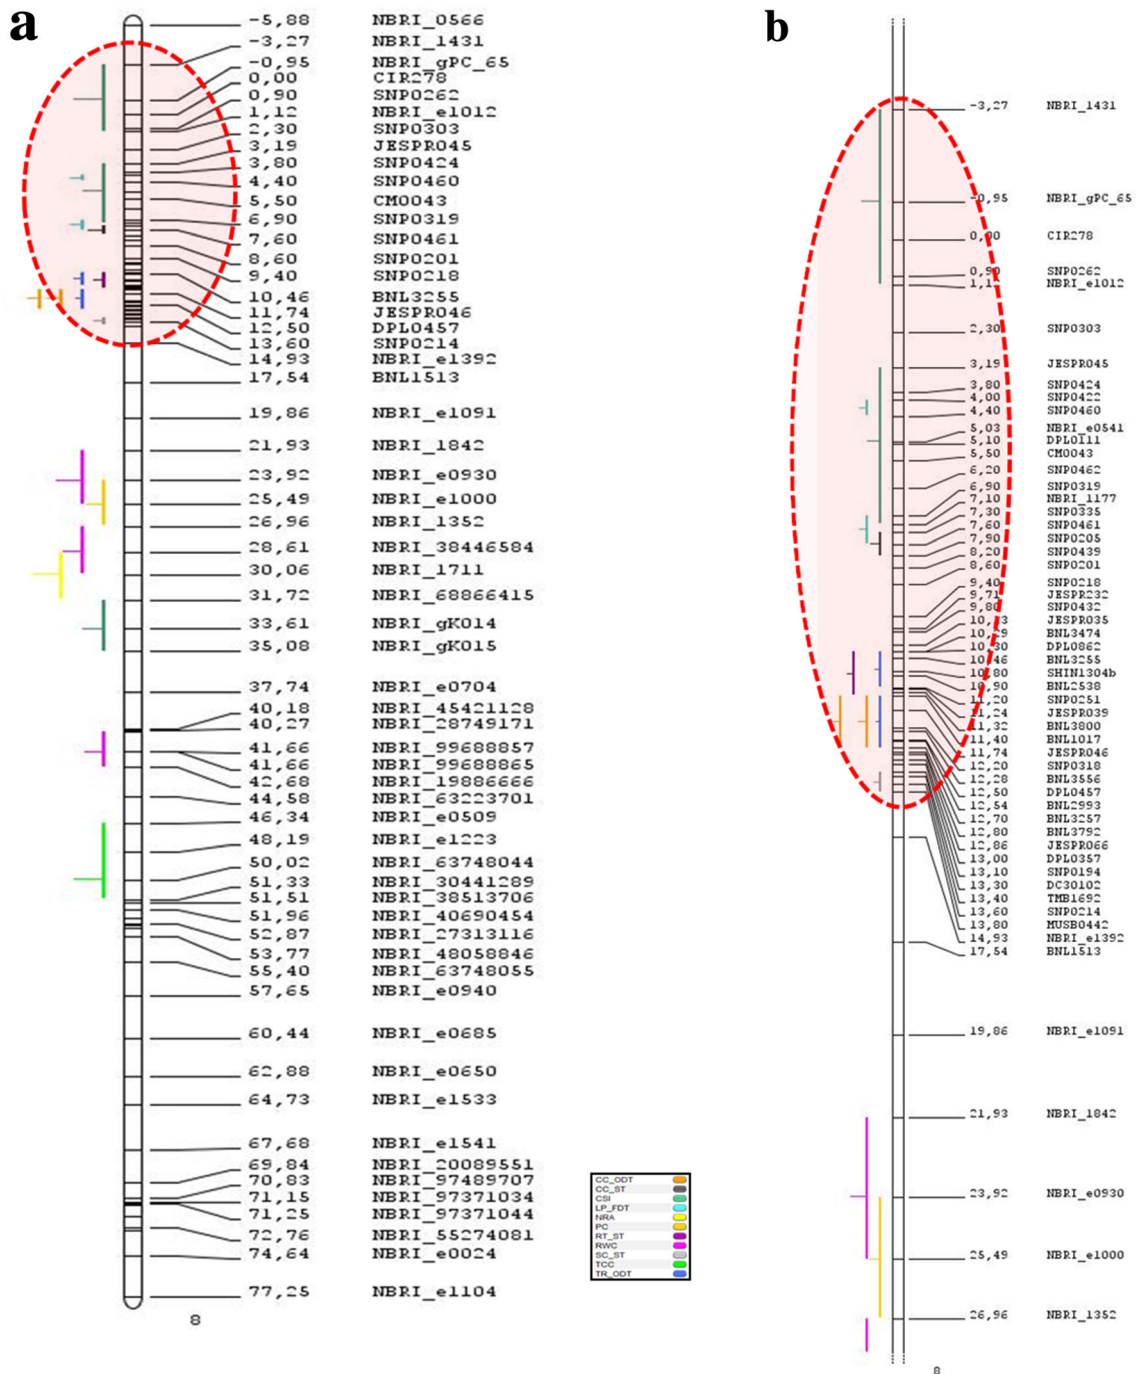 a
-5,88 NBRI_0566
-3,27 NBRI_1431
-0,95 NBRI_gPC_65
0,00 CIR278
0,90 SNP0262
1,12 NBRI_e1012
2,30 SNP0303
3,19 JESPR045
3,80 SNP0424
4,40 SNP0460
5,50 CM0043
6,90 SNP0319
7,60 SNP0461
8,60 SNP0201
9,40 SNP0218
10,46 BNL3255
11,74 JESPR046
12,50 DPL0457
13,60 SNP0214
14,93 NBRI_e1392
17,54 BNL1513
19,86 NBRI_e1091
21,93 NBRI_1842
23,92 NBRI_e0930
25,49 NBRI_e1000
26,96 NBRI_1352
28,61 NBRI_38446584
30,06 NBRI_1711
31,72 NBRI_68866415
33,61 NBRI_gK014
35,08 NBRI_gK015
37,74 NBRI_e0704
40,18 NBRI_45421128
40,27 NBRI_28749171
41,66 NBRI_99688857
41,66 NBRI_99688865
42,68 NBRI_19886666
44,58 NBRI_63223701
46,34 NBRI_e0509
48,19 NBRI_e1223
50,02 NBRI_63748044
51,33 NBRI_30441289
51,51 NBRI_38513706
51,96 NBRI_40690454
52,87 NBRI_27313116
53,77 NBRI_48058846
55,40 NBRI_63748055
57,65 NBRI_e0940
60,44 NBRI_e0685
62,88 NBRI_e0650
64,73 NBRI_e1533
67,68 NBRI_e1541
69,84 NBRI_20089551
70,83 NBRI_97489707
71,15 NBRI_97371034
71,25 NBRI_97371044
72,76 NBRI_55274081
74,64 NBRI_e0024
77,25 NBRI_e1104
8
CC_ODT
CC_ST
CSI
LP_FDT
NRA
PC
RT_ST
RWC
SC_ST
TCC
TR_ODT
b
-3,27 NBRI_1431
-0,95 NBRI_gPC_65
0,00 CIR278
0,90 SNP0262
1,12 NBRI_e1012
2,30 SNP0303
3,19 JESPR045
3,80 SNP0424
4,00 SNP0422
4,40 SNP0460
5,03 NBRI_e0541
5,10 DPL0111
5,50 CM0043
6,20 SNP0462
6,90 SNP0319
7,10 NBRI_1177
7,30 SNP0335
7,60 SNP0461
7,90 SNP0205
8,20 SNP0439
8,60 SNP0201
9,40 SNP0218
9,71 JESPR232
9,80 SNP0432
JESPR035
10,29 BNL3474
10,30 DPL0862
10,46 BNL3255
10,80 SHIN1304b
10,90 BNL2538
11,20 SNP0251
11,24 JESPR039
11,32 BNL3800
11,40 BNL1017
11,74 JESPR046
12,20 SNP0318
12,28 BNL3556
12,50 DPL0457
12,54 BNL2993
12,70 BNL3257
12,80 BNL3792
12,86 JESPR066
13,00 DPL0357
13,10 SNP0194
13,30 DC30102
13,40 TMB1692
13,60 SNP0214
13,80 MUSB0442
14,93 NBRI_e1392
17,54 BNL1513
19,86 NBRI_e1091
21,93 NBRI_1842
23,92 NBRI_e0930
25,49 NBRI_e1000
26,96 NBRI_1352
8